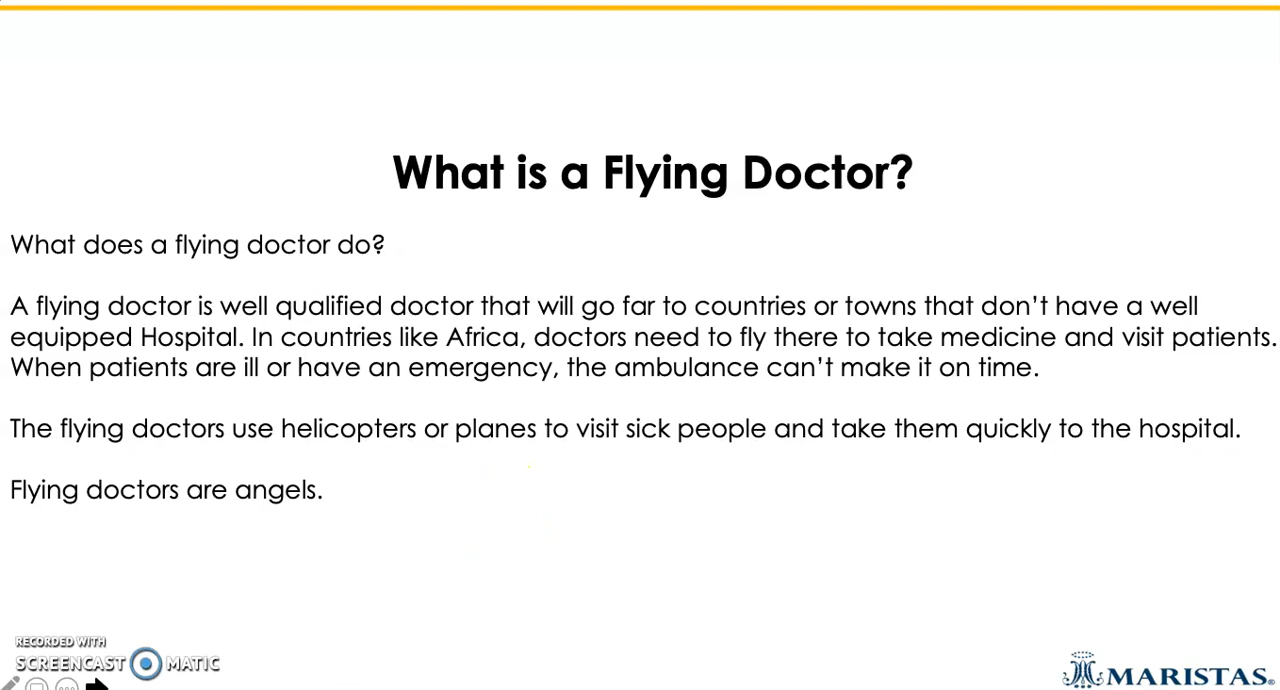 What is a Flying Doctor?
What does a flying doctor do?
A flying doctor is well qualified doctor that will go far to countries or towns that don’t have a well
equipped Hospital. In countries like Africa, doctors need to fly there to take medicine and visit patients.
When patients are ill or have an emergency, the ambulance can’t make it on time.
The flying doctors use helicopters or planes to visit sick people and take them quickly to the hospital.
Flying doctors are angels.
RECORDED WITH
SCREENCAST MATIC
MARISTAS®